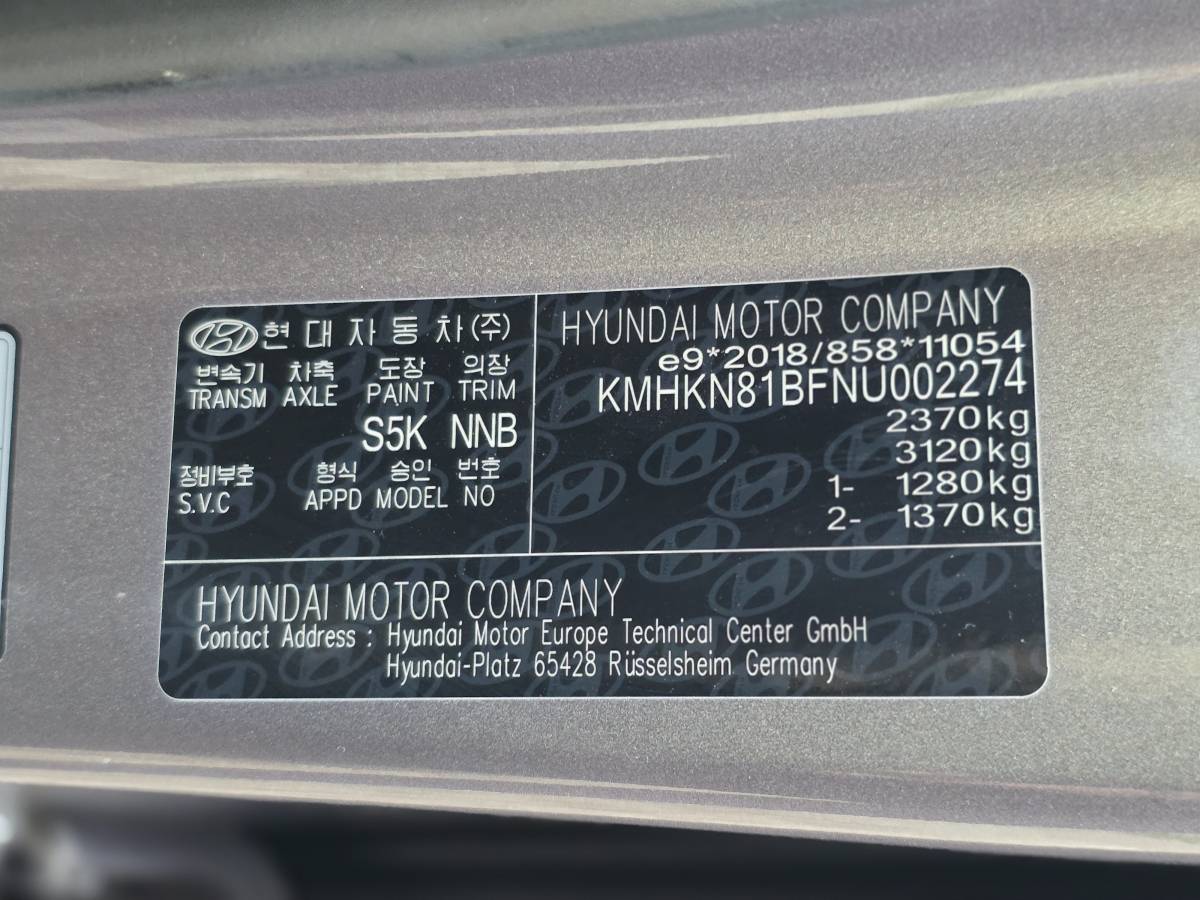 현대자동차(주)
변속기 차축 도장 의장
TRANSM AXLE PAINT TRIM
S5K NNB
정비부호 형식 승인 번호
S.V.C APPD MODEL NO
HYUNDAI MOTOR COMPANY
e9*2018/858*11054
KMHKN81BFNU002274
2370kg
3120kg
1- 1280kg
2- 1370kg
HYUNDAI MOTOR COMPANY
Contact Address : Hyundai Motor Europe Technical Center GmbH
Hyundai-Platz 65428 Rüsselsheim Germany